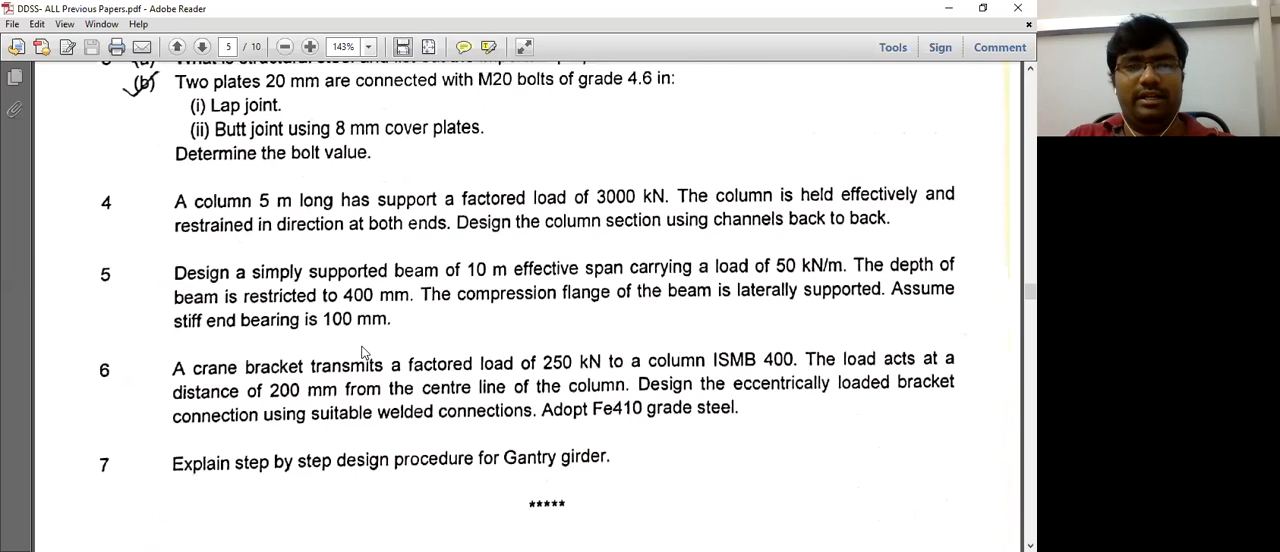 DDSS- ALL Previous Papers.pdf - Adobe Reader
File Edit View Window Help
5 / 10 143% Tools Sign Comment
(b) Two plates 20 mm are connected with M20 bolts of grade 4.6 in:
(i) Lap joint.
(ii) Butt joint using 8 mm cover plates.
Determine the bolt value.
4 A column 5 m long has support a factored load of 3000 kN. The column is held effectively and
restrained in direction at both ends. Design the column section using channels back to back.
5 Design a simply supported beam of 10 m effective span carrying a load of 50 kN/m. The depth of
beam is restricted to 400 mm. The compression flange of the beam is laterally supported. Assume
stiff end bearing is 100 mm.
6 A crane bracket transmits a factored load of 250 kN to a column ISMB 400. The load acts at a
distance of 200 mm from the centre line of the column. Design the eccentrically loaded bracket
connection using suitable welded connections. Adopt Fe410 grade steel.
7 Explain step by step design procedure for Gantry girder.
*****